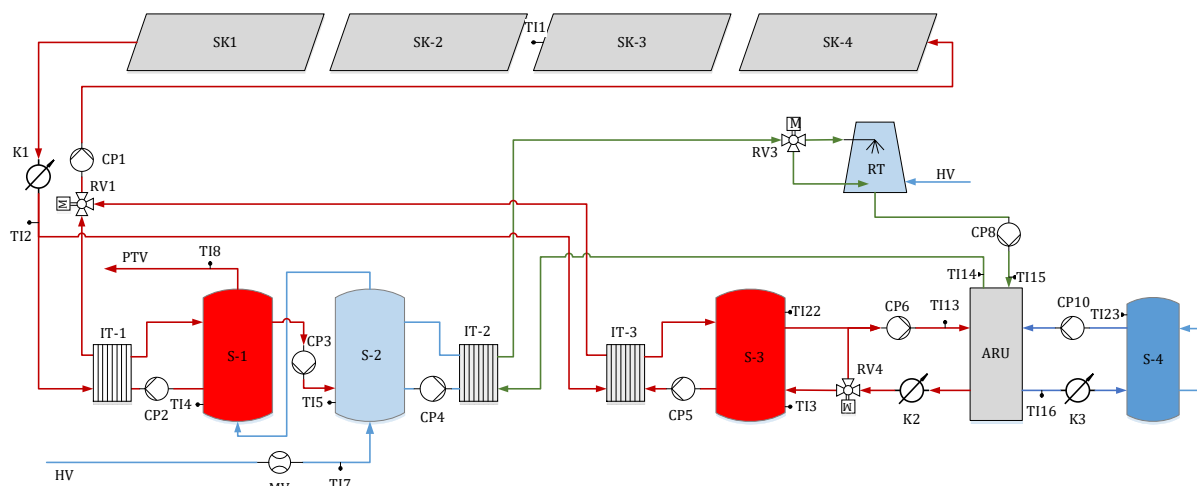 SK1
SK-2
TI1
SK-3
SK-4
K1
CP1
RV1
M
TI2
PTV
TI8
IT-1
S-1
CP2
TI4
CP3
S-2
TI5
CP4
IT-2
HV
MV
TI7
IT-3
CP5
S-3
TI22
TI3
CP6
TI13
RV4
M
K2
M
RV3
RT
HV
CP8
TI14
TI15
ARU
CP10
TI23
S-4
TI16
K3